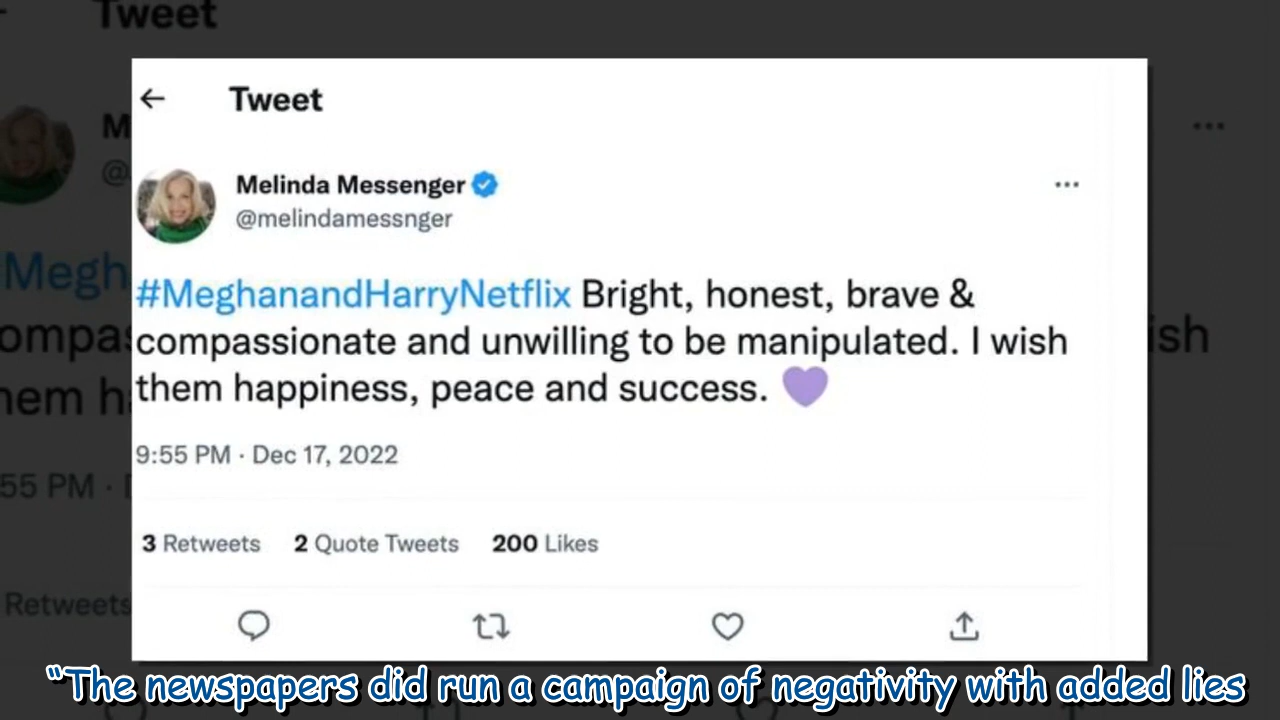 Tweet
Tweet
Melinda Messenger
@melindamessnger
#MeghanandHarryNetflix Bright, honest, brave &
compassionate and unwilling to be manipulated. I wish
them happiness, peace and success. 💜
9:55 PM · Dec 17, 2022
3 Retweets 2 Quote Tweets 200 Likes
Retweets
“The newspapers did run a campaign of negativity with added lies